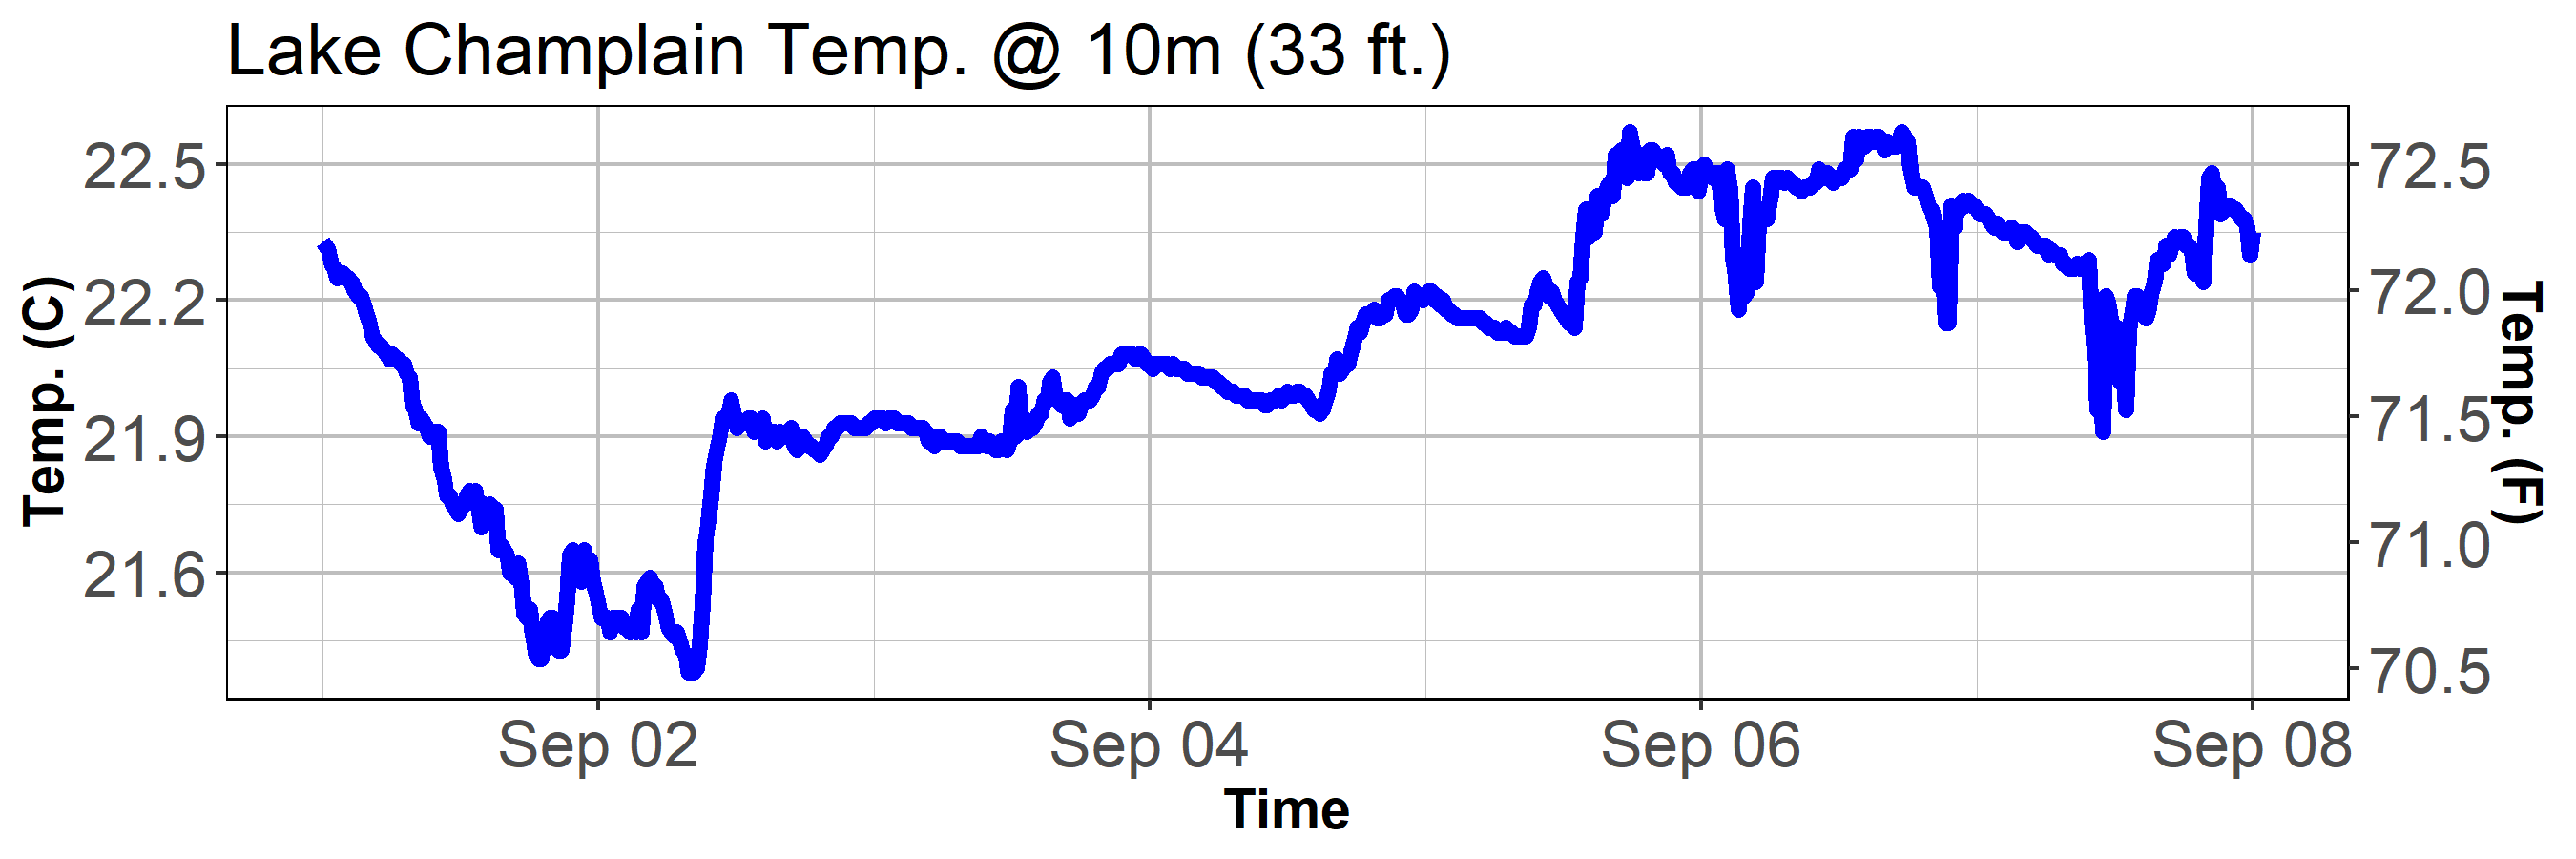 Lake Champlain Temp. @ 10m (33 ft.)
Temp. (C)
22.5
22.2
21.9
21.6
72.5
72.0
71.5
71.0
70.5
Temp. (F)
Sep 02
Sep 04
Sep 06
Sep 08
Time